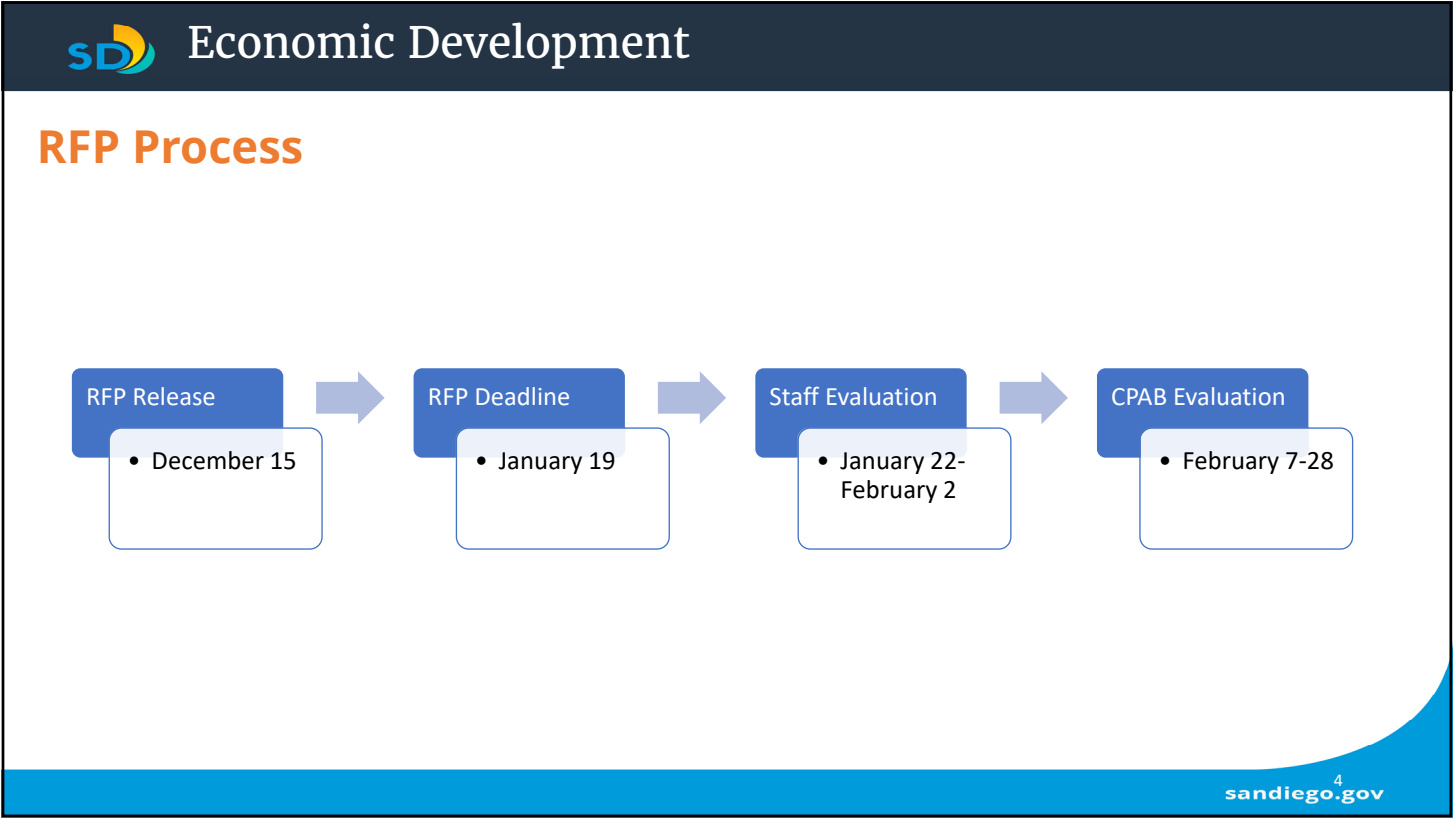 SD Economic Development
RFP Process
RFP Release
• December 15
RFP Deadline
• January 19
Staff Evaluation
• January 22-
February 2
CPAB Evaluation
• February 7-28
4
sandiego.gov